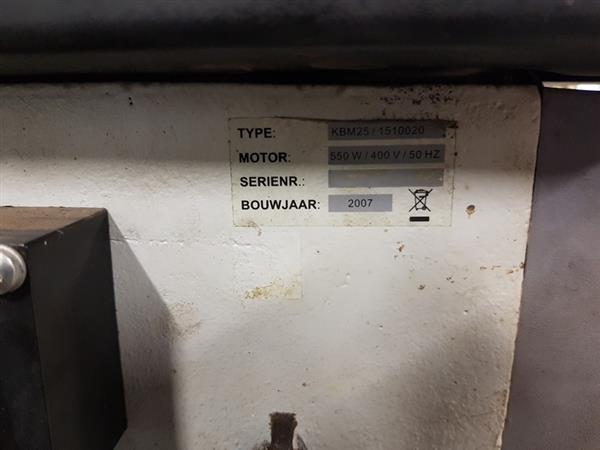 TYPE: KBM25 / 1510020
MOTOR: 550 W / 400 V / 50 HZ
SERIENR.:
BOUWJAAR: 2007